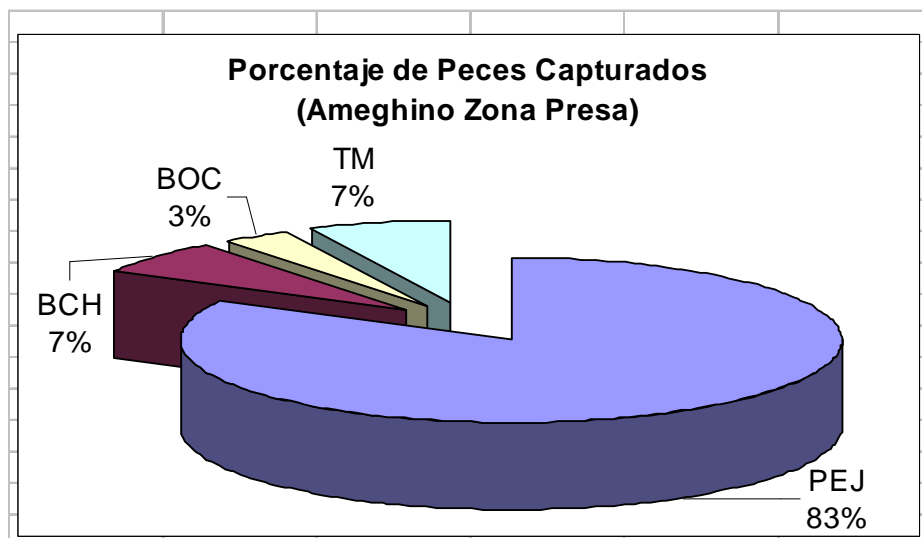 Porcentaje de Peces Capturados
(Ameghino Zona Presa)
TM
7%
BOC
3%
BCH
7%
PEJ
83%